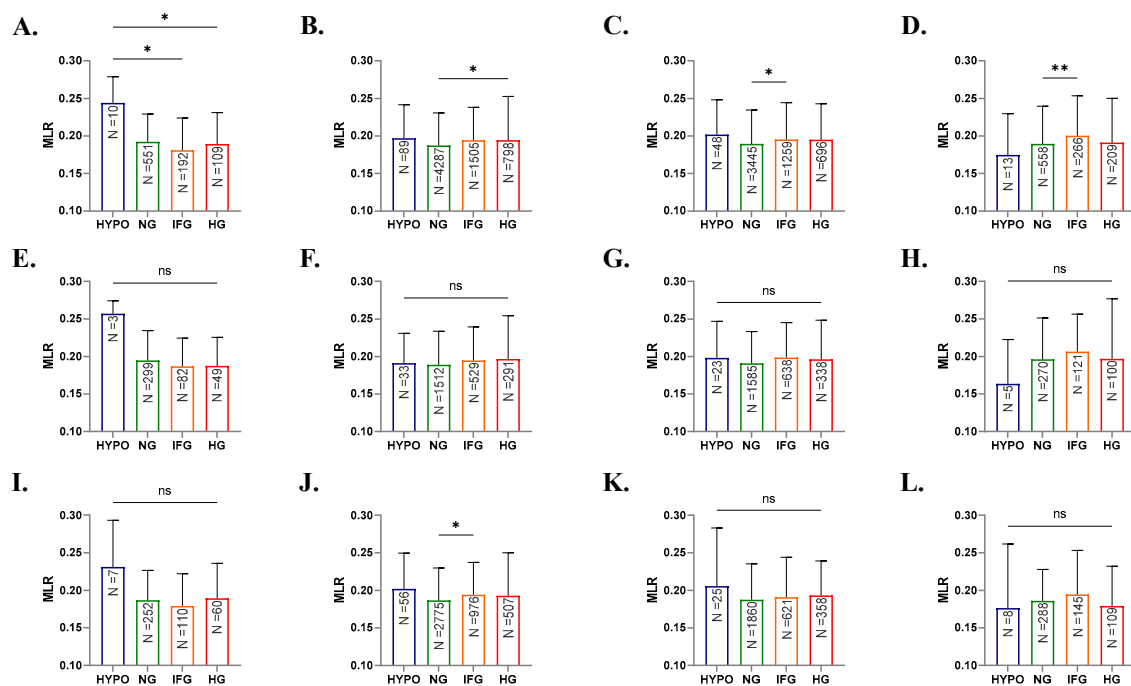 A.
*
*
0.30
0.25
0.20
0.15
0.10
MLR
N =10
N =551
N =192
N =109
HYPO NG IFG HG
B.
*
0.30
0.25
0.20
0.15
0.10
MLR
N =89
N =4287
N =1505
N =798
HYPO NG IFG HG
C.
*
0.30
0.25
0.20
0.15
0.10
MLR
N =48
N =3445
N =1259
N =696
HYPO NG IFG HG
D.
**
0.30
0.25
0.20
0.15
0.10
MLR
N =13
N =558
N =266
N =209
HYPO NG IFG HG
E.
ns
0.30
0.25
0.20
0.15
0.10
MLR
N =3
N =299
N =82
N =49
HYPO NG IFG HG
F.
ns
0.30
0.25
0.20
0.15
0.10
MLR
N =33
N =1512
N =529
N =291
HYPO NG IFG HG
G.
ns
0.30
0.25
0.20
0.15
0.10
MLR
N =23
N =1585
N =638
N =338
HYPO NG IFG HG
H.
ns
0.30
0.25
0.20
0.15
0.10
MLR
N =5
N =270
N =121
N =100
HYPO NG IFG HG
I.
ns
0.30
0.25
0.20
0.15
0.10
MLR
N =7
N =252
N =110
N =60
HYPO NG IFG HG
J.
*
0.30
0.25
0.20
0.15
0.10
MLR
N =56
N =2775
N =976
N =507
HYPO NG IFG HG
K.
ns
0.30
0.25
0.20
0.15
0.10
MLR
N =25
N =1860
N =621
N =358
HYPO NG IFG HG
L.
ns
0.30
0.25
0.20
0.15
0.10
MLR
N =8
N =288
N =145
N =109
HYPO NG IFG HG